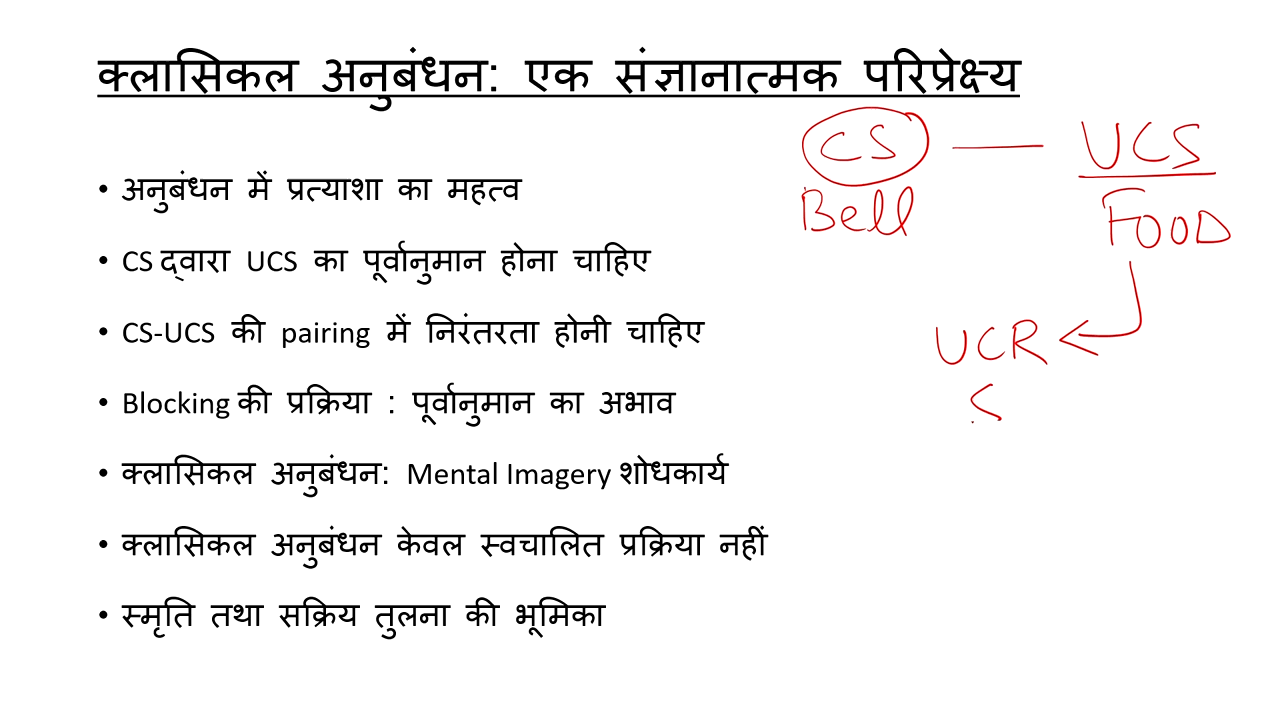 क्लासिकल अनुबंधन: एक संज्ञानात्मक परिप्रेक्ष्य
CS — UCS
Bell FOOD
• अनुबंधन में प्रत्याशा का महत्व
• CS द्वारा UCS का पूर्वानुमान होना चाहिए
• CS-UCS की pairing में निरंतरता होनी चाहिए
UCR
• Blocking की प्रक्रिया : पूर्वानुमान का अभाव
• क्लासिकल अनुबंधन: Mental Imagery शोधकार्य
• क्लासिकल अनुबंधन केवल स्वचालित प्रक्रिया नहीं
• स्मृति तथा सक्रिय तुलना की भूमिका